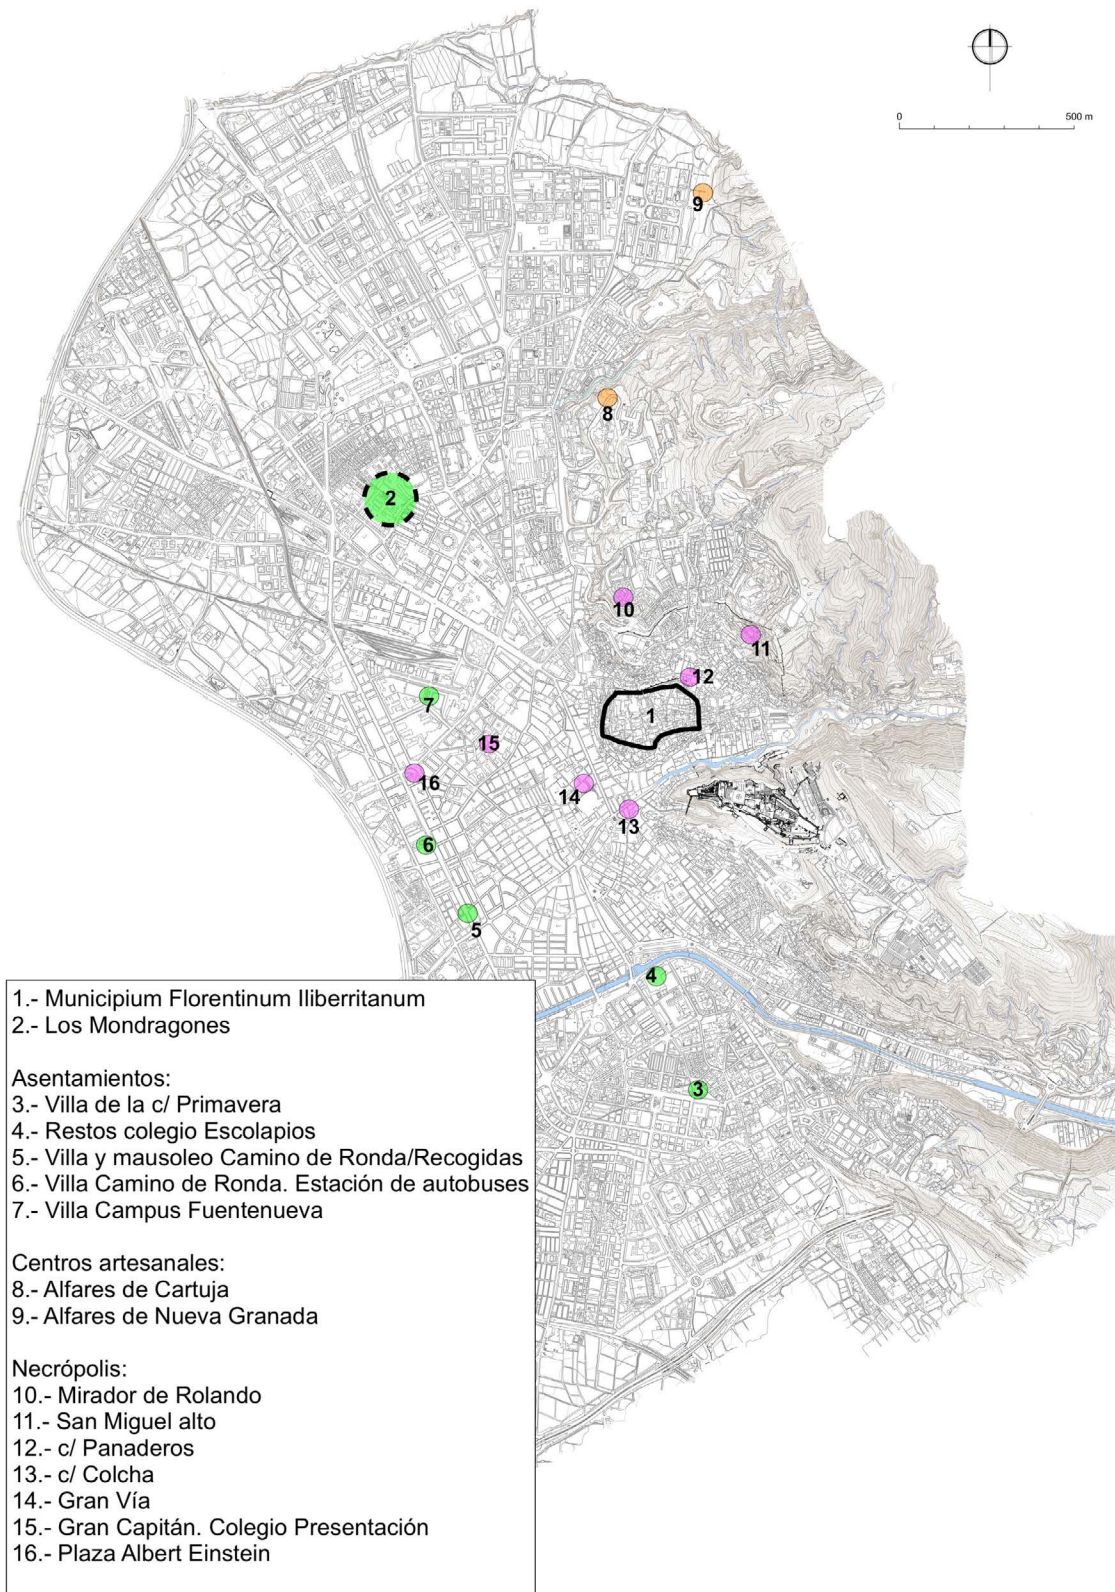 0 500 m
9
8
2
10
11
12
1
7
15
16
14
13
6
5
4
3
1.- Municipium Florentinum Iliberritanum
2.- Los Mondragones
Asentamientos:
3.- Villa de la c/ Primavera
4.- Restos colegio Escolapios
5.- Villa y mausoleo Camino de Ronda/Recogidas
6.- Villa Camino de Ronda. Estación de autobuses
7.- Villa Campus Fuentenueva
Centros artesanales:
8.- Alfares de Cartuja
9.- Alfares de Nueva Granada
Necrópolis:
10.- Mirador de Rolando
11.- San Miguel alto
12.- c/ Panaderos
13.- c/ Colcha
14.- Gran Vía
15.- Gran Capitán. Colegio Presentación
16.- Plaza Albert Einstein